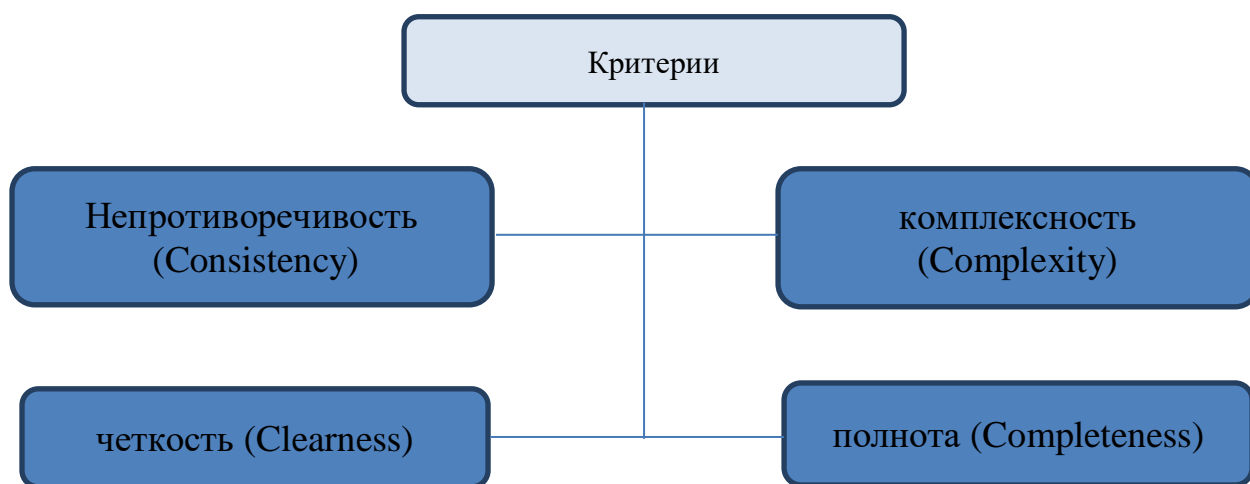 Критерии
Непротиворечивость
(Consistency)
комплексность
(Complexity)
четкость (Clearness)
полнота (Completeness)